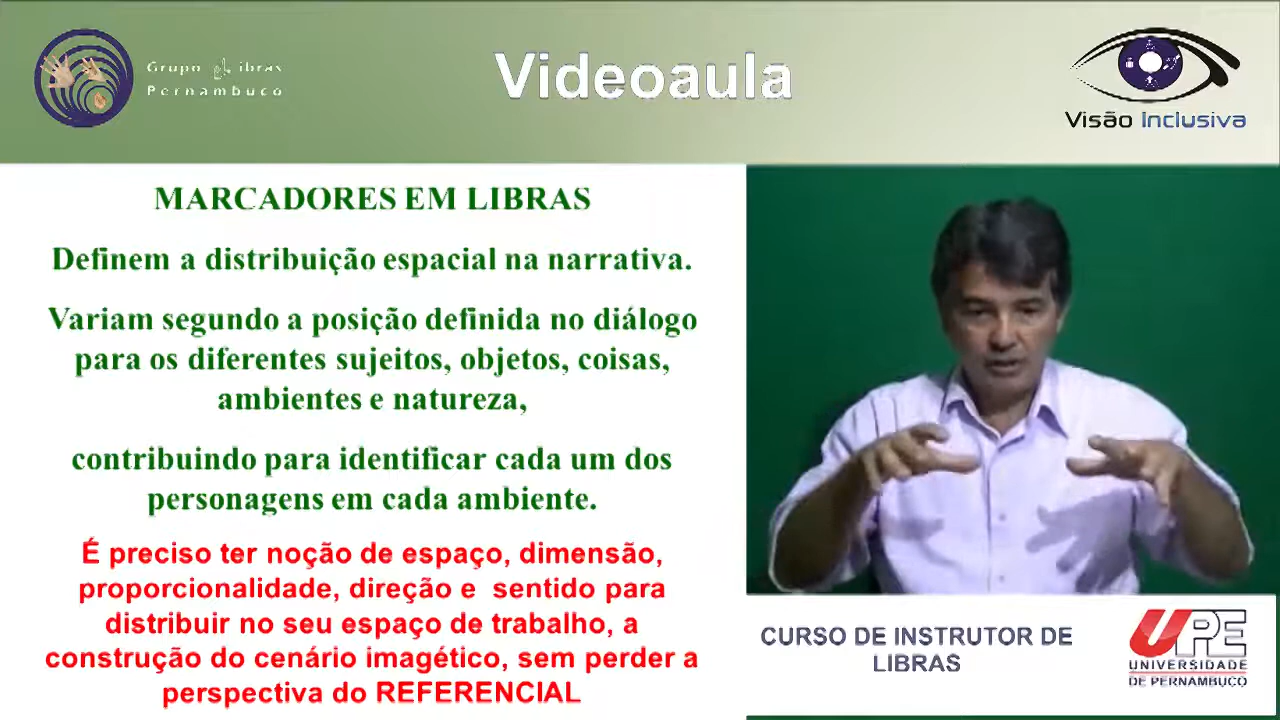 Grupo Libras
Pernambuco
Videoaula
Visão Inclusiva
MARCADORES EM LIBRAS
Definem a distribuição espacial na narrativa.
Variam segundo a posição definida no diálogo
para os diferentes sujeitos, objetos, coisas,
ambientes e natureza,
contribuindo para identificar cada um dos
personagens em cada ambiente.
É preciso ter noção de espaço, dimensão,
proporcionalidade, direção e  sentido para
distribuir no seu espaço de trabalho, a
construção do cenário imagético, sem perder a
perspectiva do REFERENCIAL
CURSO DE INSTRUTOR DE
LIBRAS
UPE
UNIVERSIDADE
DE PERNAMBUCO